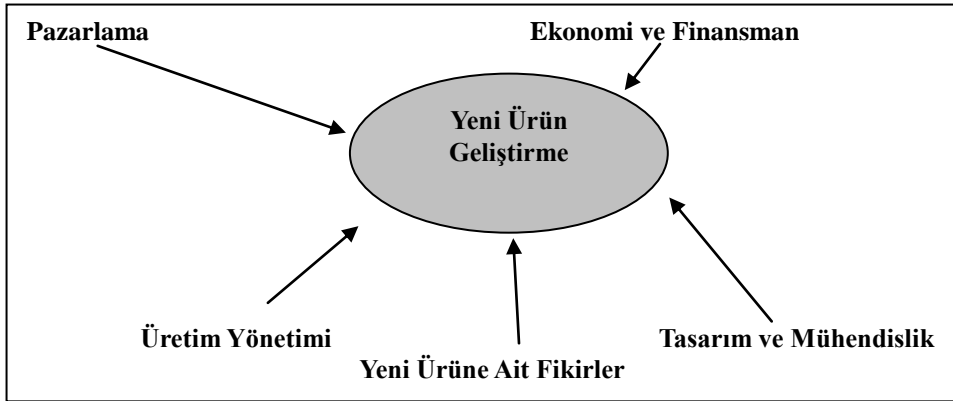 Pazarlama
Ekonomi ve Finansman
Yeni Ürün
Geliştirme
Üretim Yönetimi
Tasarım ve Mühendislik
Yeni Ürüne Ait Fikirler